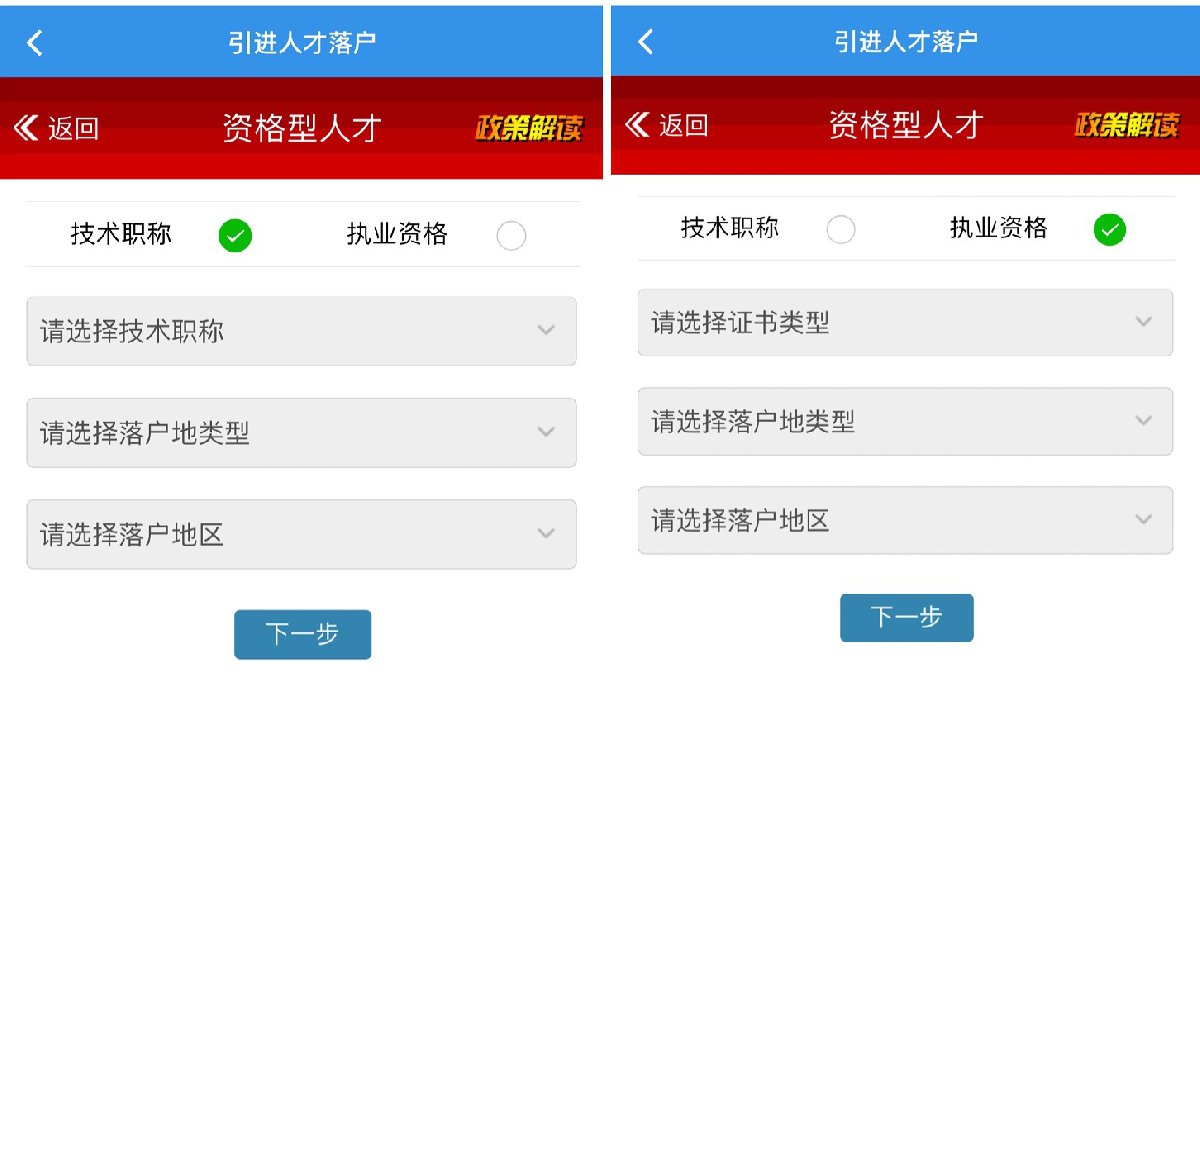 引进人才落户
返回 资格型人才 政策解读
技术职称 执业资格
请选择技术职称
请选择落户地类型
请选择落户地区
下一步
引进人才落户
返回 资格型人才 政策解读
技术职称 执业资格
请选择证书类型
请选择落户地类型
请选择落户地区
下一步